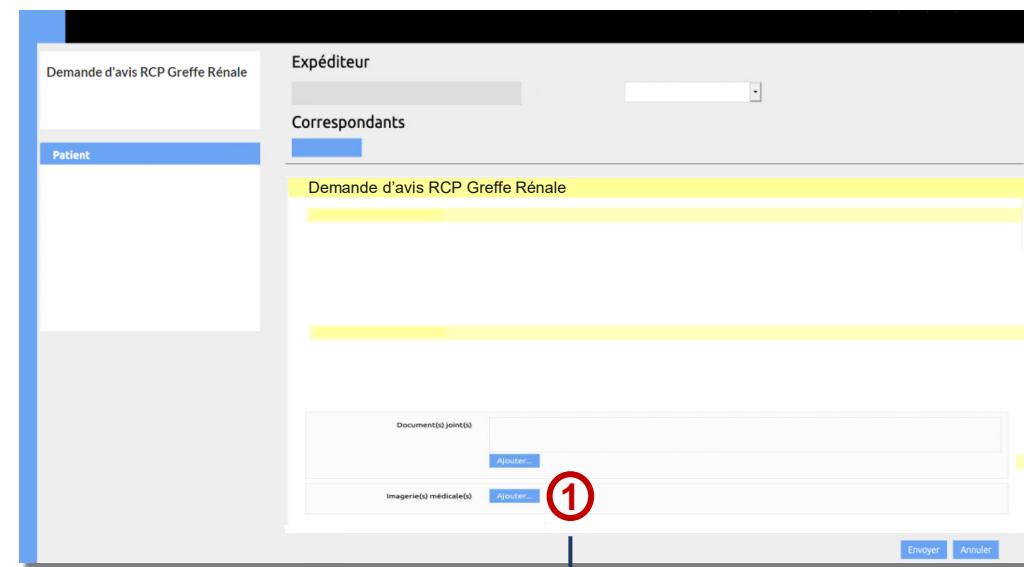 Demande d'avis RCP Greffe Rénale
Patient
Expéditeur
Correspondants
Demande d’avis RCP Greffe Rénale
Document(s) joint(s)
Ajouter...
Imagerie(s) médicale(s)
Ajouter...
1
Envoyer
Annuler